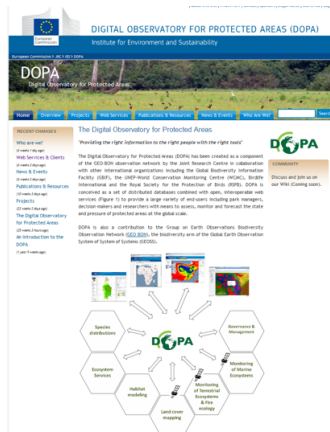 DIGITAL OBSERVATORY FOR PROTECTED AREAS (DOPA)
Institute for Environment and Sustainability
European
Commission
DOPA
Digital Observatory for Protected Areas
Home Overview Projects Web Services Publications & Resources News & Events Who Are We?
RECENT CHANGES
Who are we?
Web Services & Clients
News & Events
Publications & Resources
Projects
The Digital Observatory
for Protected Areas
An introduction to the
DOPA
The Digital Observatory for Protected Areas
"Providing the right information to the right people with the right tools"
The Digital Observatory for Protected Areas (DOPA) has been created as a component
of the GEO BON observation network by the Joint Research Centre in collaboration
with other international organizations including the Global Biodiversity Information
Facility (GBIF), the UNEP-World Conservation Monitoring Centre (WCMC), Birdlife
International and the Royal Society for the Protection of Birds (RSPB). DOPA is
conceived as a set of distributed databases combined with open, interoperable web
services (Figure 1) to provide a large variety of end-users including park managers,
decision-makers and researchers with means to assess, monitor and forecast the state
and pressure of protected areas at the global scale.
DOPA is also a contribution to the Group on Earth Observations Biodiversity
Observation Network (GEO BON), the biodiversity arm of the Global Earth Observation
System of System of Systems (GEOSS).
DOPA
COMMUNITY
Discuss and join us on
our Wiki (Coming soon).
DOPA
Species
distributions
Governance &
Management
Ecosystem
Services
Monitoring
of Marine
Ecosystems
Habitat
modeling
Monitoring
of Terrestrial
Ecosystems
& Fire
ecology
Land cover
mapping